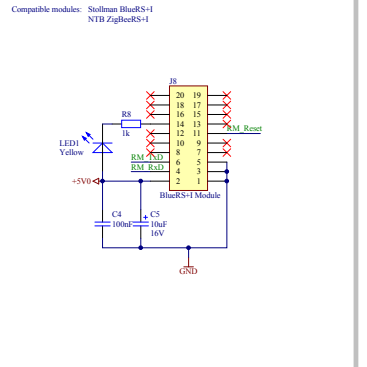 Compatible modules: Stollman BlueRS+I
NTB ZigBeeRS+I
J8
20 19
18 17
16 15
R8
14 13
1k
12 11
RM_Reset
LED1
Yellow
10 9
8 7
RM_TxD
6 5
RM_RxD
4 3
+5V0
2 1
BlueRS+I Module
C4
100nF
+
C5
10uF
16V
GND